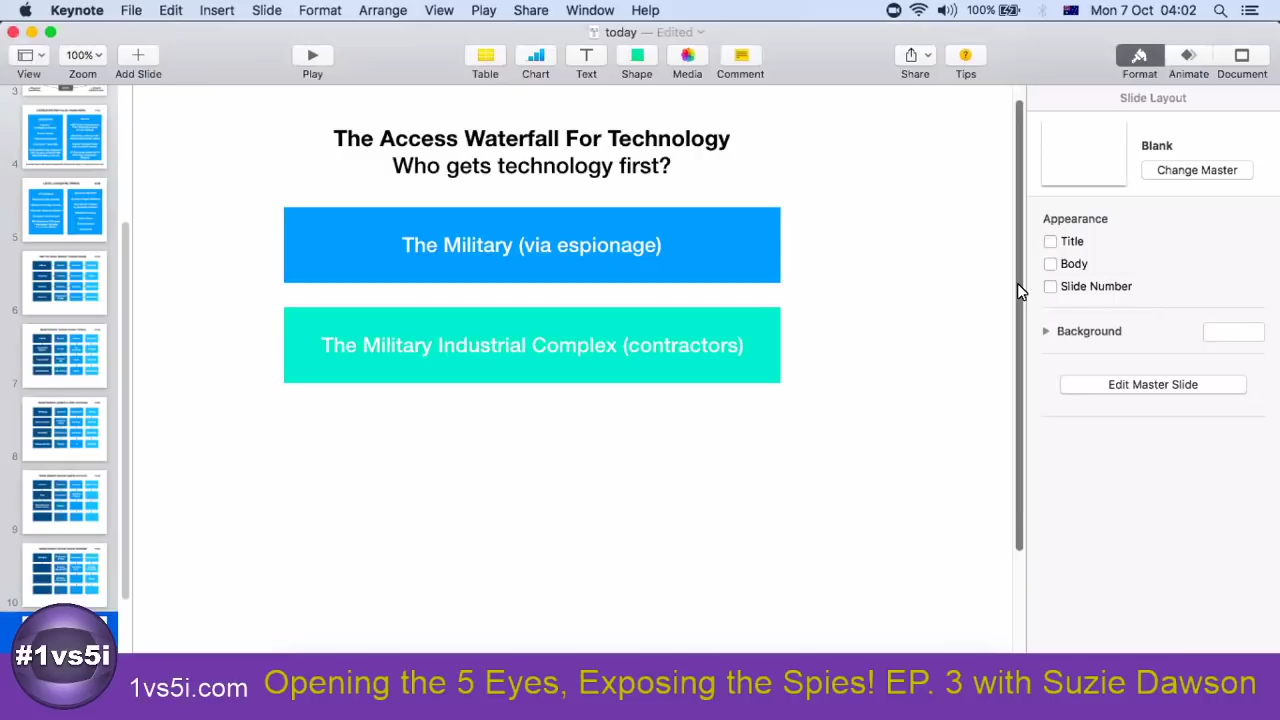 Keynote File Edit Insert Slide Format Arrange View Play Share Window Help 100% Mon 7 Oct 04:02
today — Edited
100%
View Zoom Add Slide Play Table Chart Text Shape Media Comment Share Tips Format Animate Document
Slide Layout
Blank
Change Master
Appearance
Title
Body
Slide Number
Background
Edit Master Slide
3
4
5
6
7
8
9
10
The Access Waterfall For Technology
Who gets technology first?
The Military (via espionage)
The Military Industrial Complex (contractors)
#1vs5i
1vs5i.com
Opening the 5 Eyes, Exposing the Spies! EP. 3 with Suzie Dawson